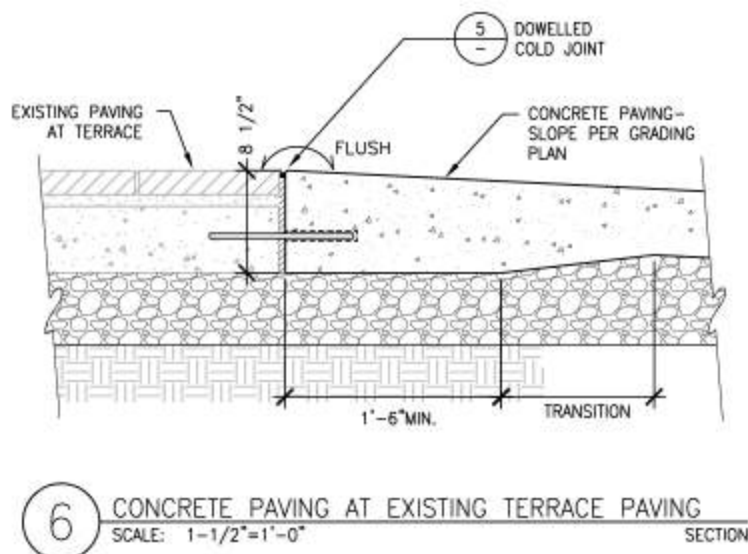 5
-
DOWELLED
COLD JOINT
EXISTING PAVING
AT TERRACE
8 1/2"
FLUSH
CONCRETE PAVING-
SLOPE PER GRADING
PLAN
1'-6"MIN.
TRANSITION
6
CONCRETE PAVING AT EXISTING TERRACE PAVING
SCALE: 1-1/2"=1'-0"
SECTION